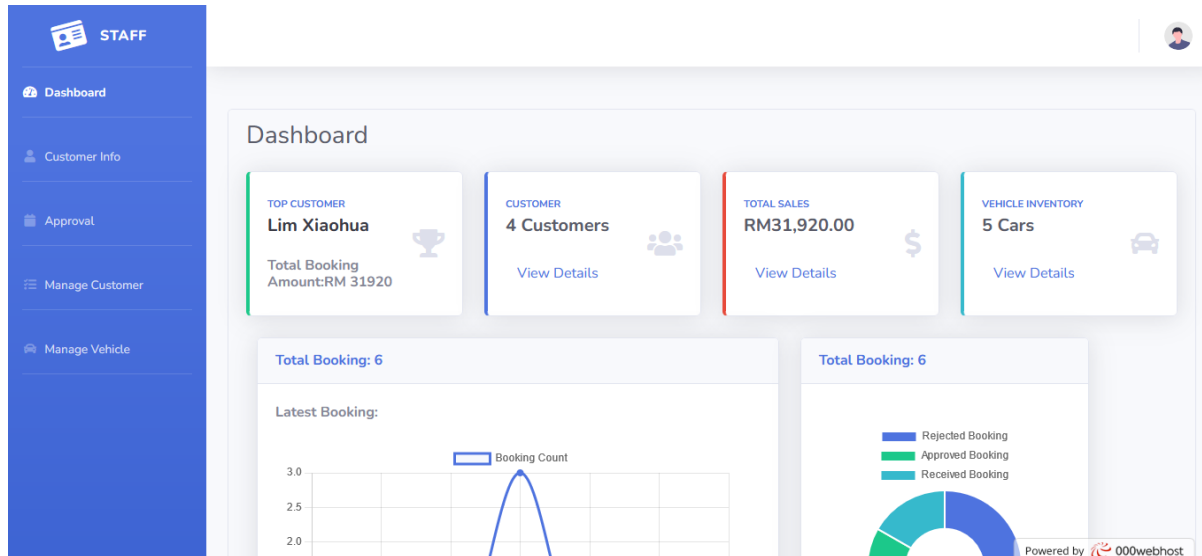 STAFF
Dashboard
Customer Info
Approval
Manage Customer
Manage Vehicle
Dashboard
TOP CUSTOMER
Lim Xiaohua
Total Booking
Amount:RM 31920
CUSTOMER
4 Customers
View Details
TOTAL SALES
RM31,920.00
View Details
VEHICLE INVENTORY
5 Cars
View Details
Total Booking: 6
Latest Booking:
Booking Count
3.0
2.5
2.0
Total Booking: 6
Rejected Booking
Approved Booking
Received Booking
Powered by 000webhost